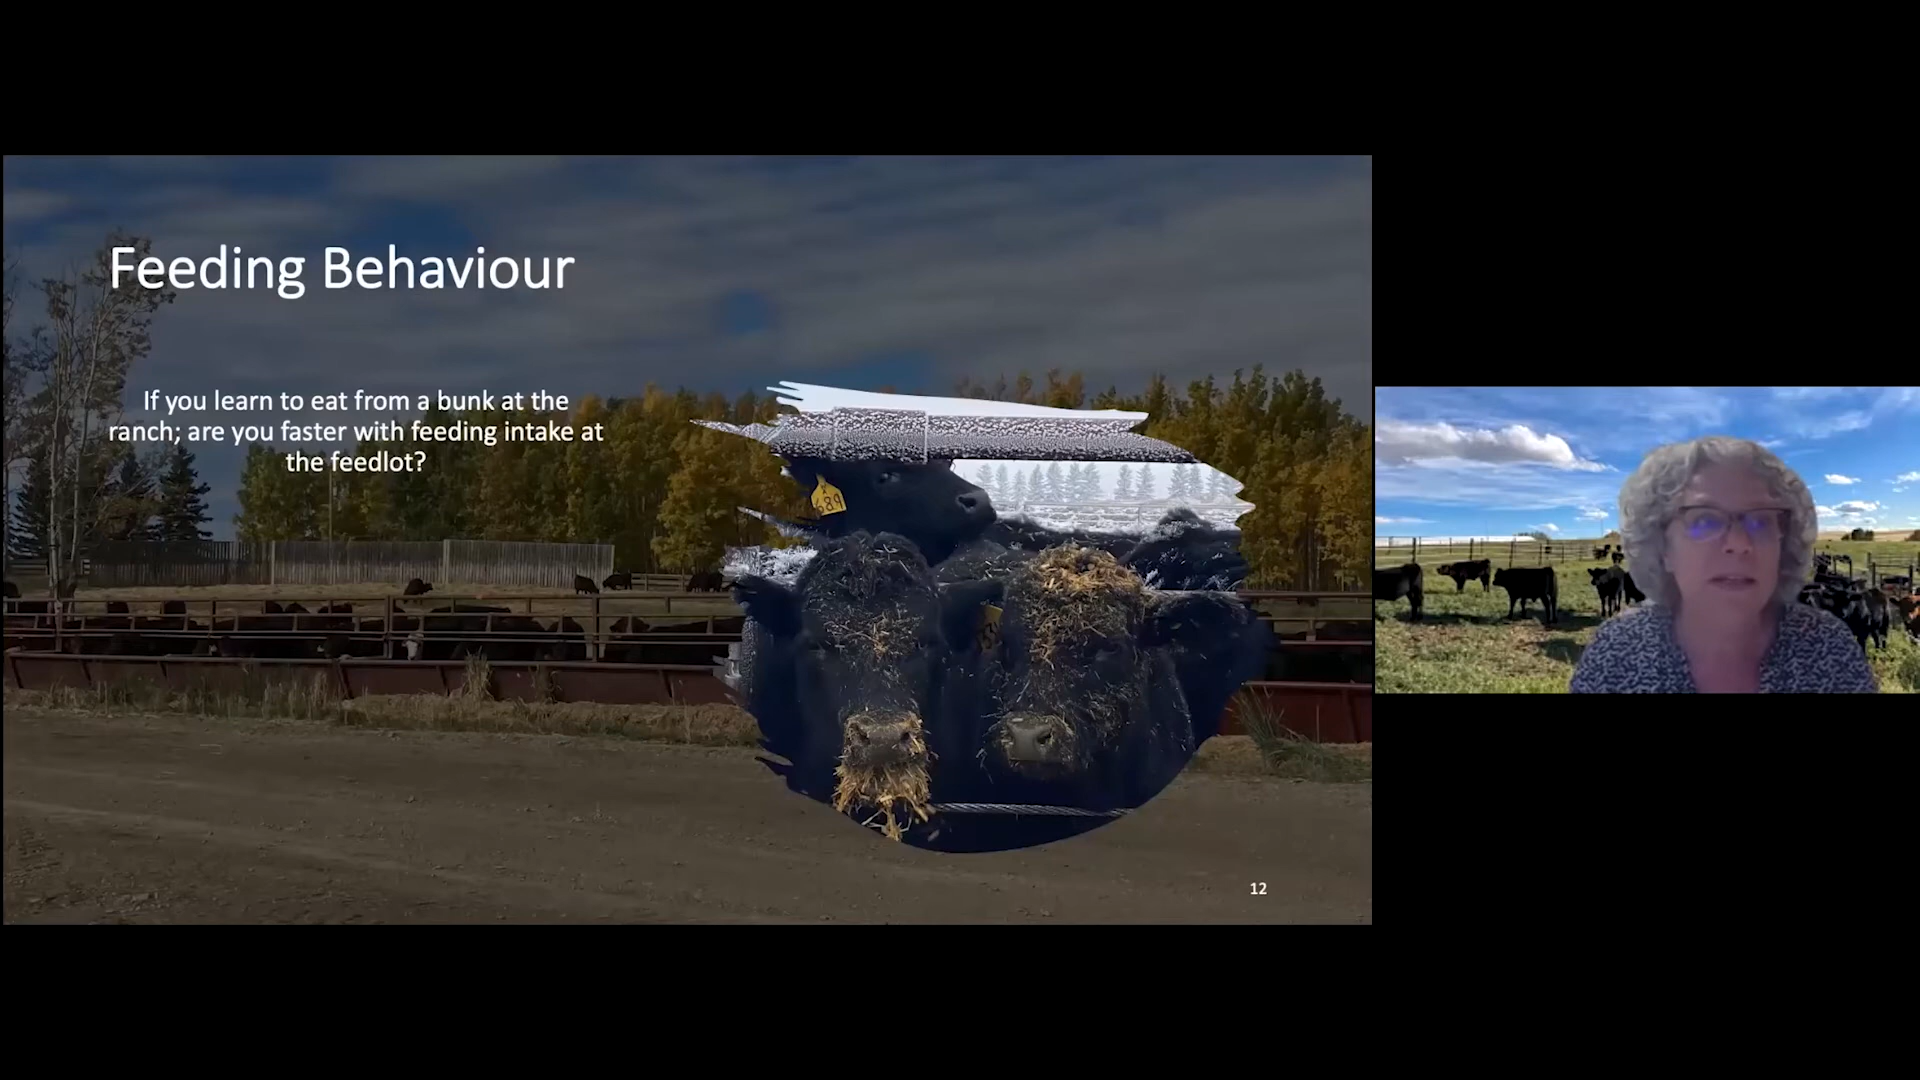 Feeding Behaviour
If you learn to eat from a bunk at the
ranch; are you faster with feeding intake at
the feedlot?
689
12